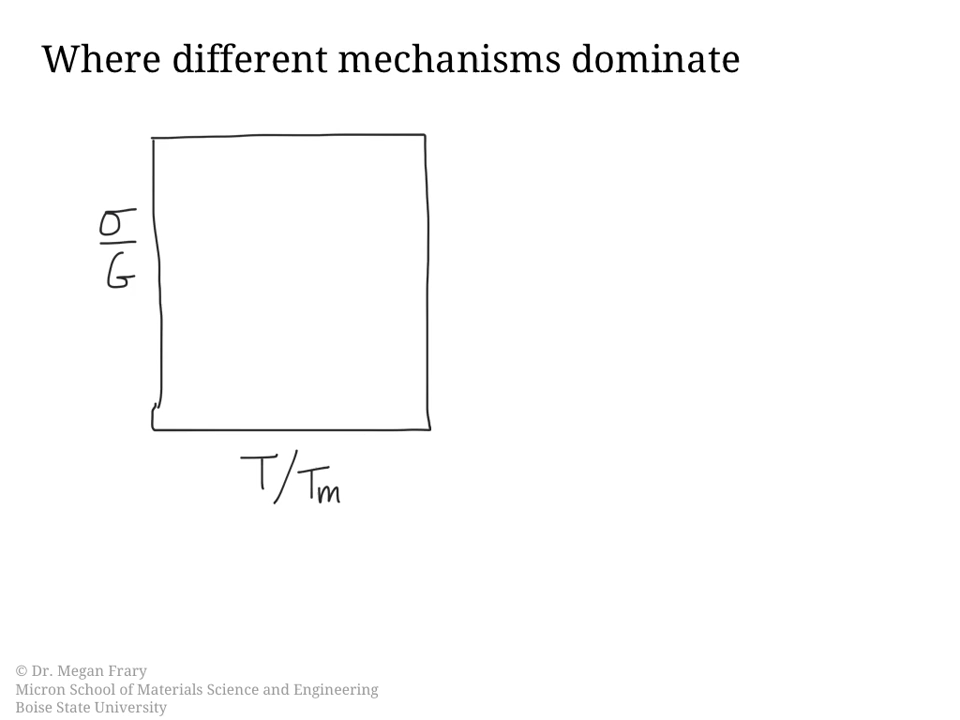 Where different mechanisms dominate
σ
G
T/Tm
© Dr. Megan Frary
Micron School of Materials Science and Engineering
Boise State University